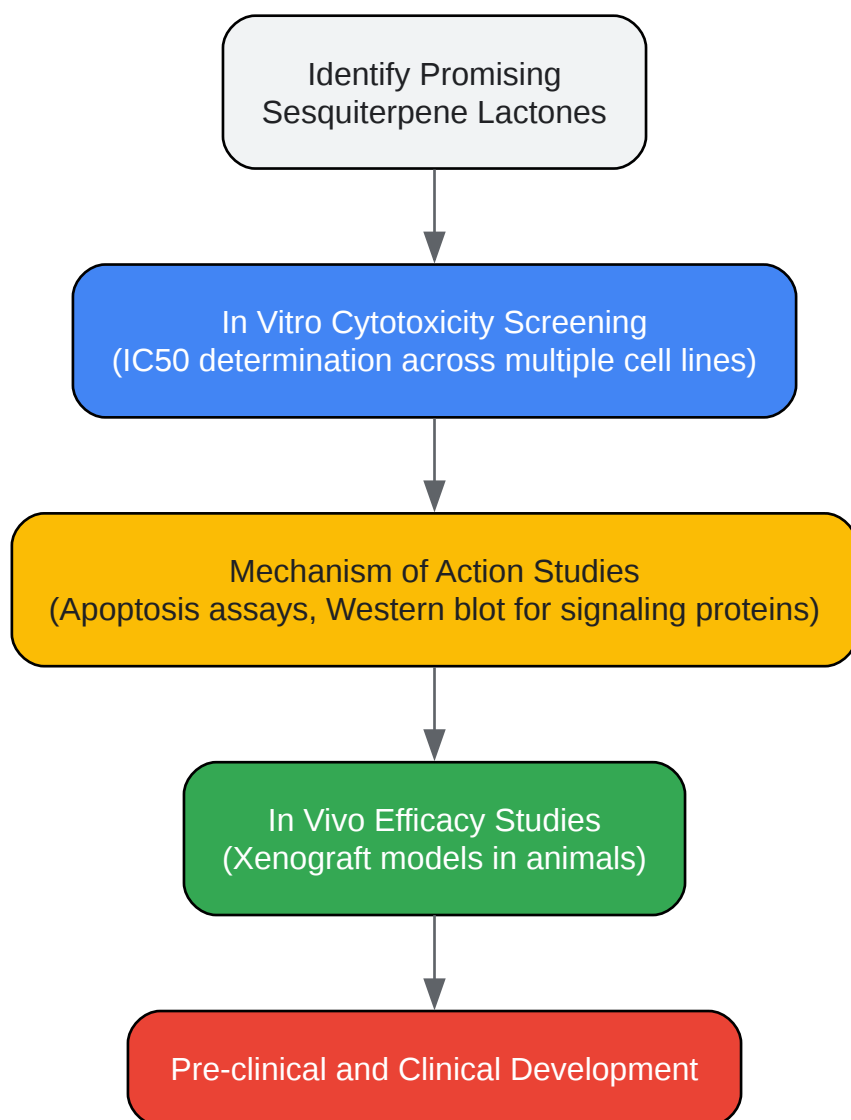 Identify Promising
Sesquiterpene Lactones
In Vitro Cytotoxicity Screening
(IC50 determination across multiple cell lines)
Mechanism of Action Studies
(Apoptosis assays, Western blot for signaling proteins)
In Vivo Efficacy Studies
(Xenograft models in animals)
Pre-clinical and Clinical Development